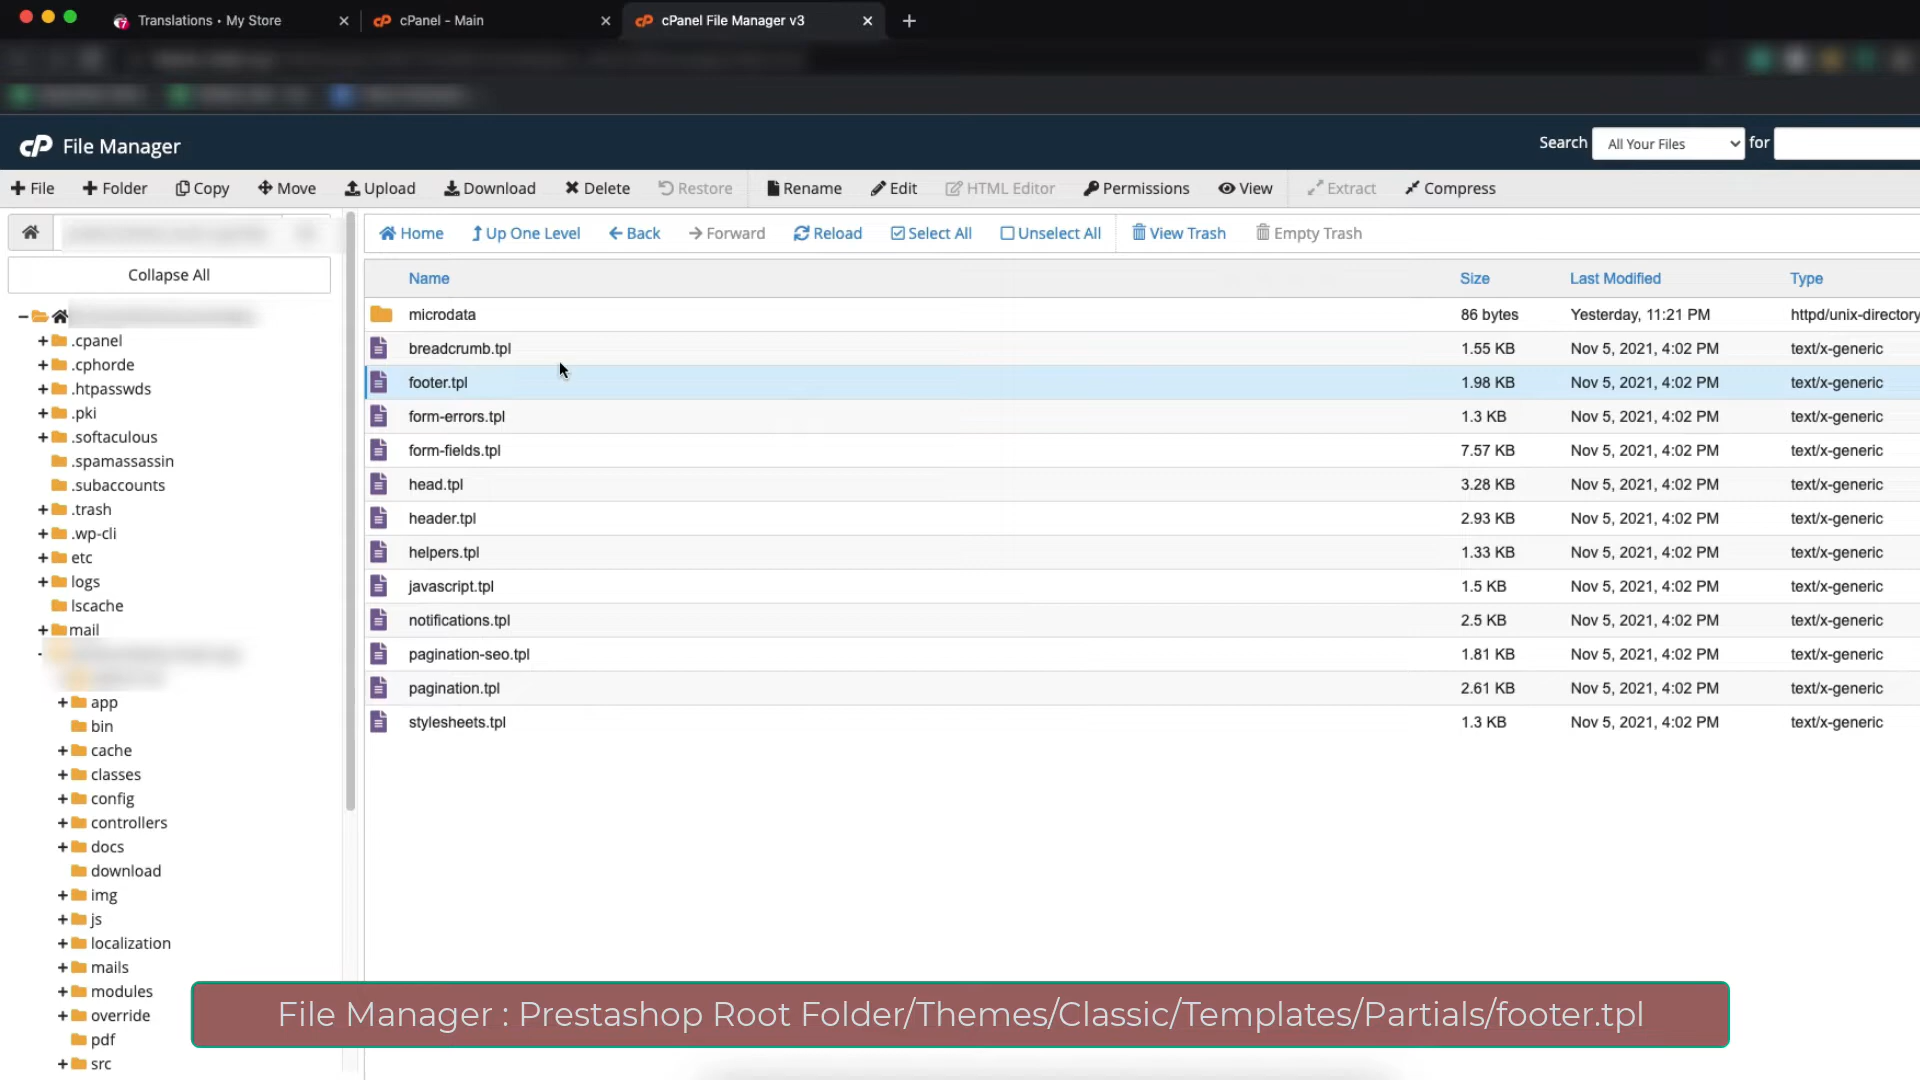 Translations • My Store
cPanel - Main
cPanel File Manager v3
cP File Manager
Search All Your Files for
File Folder Copy Move Upload Download Delete Restore Rename Edit HTML Editor Permissions View Extract Compress
Home Up One Level Back Forward Reload Select All Unselect All View Trash Empty Trash
Collapse All
.cpanel
.cphorde
.htpasswds
.pki
.softaculous
.spamassassin
.subaccounts
.trash
.wp-cli
etc
logs
lscache
mail
app
bin
cache
classes
config
controllers
docs
download
img
js
localization
mails
modules
override
pdf
src
Name Size Last Modified Type
microdata 86 bytes Yesterday, 11:21 PM httpd/unix-directory
breadcrumb.tpl 1.55 KB Nov 5, 2021, 4:02 PM text/x-generic
footer.tpl 1.98 KB Nov 5, 2021, 4:02 PM text/x-generic
form-errors.tpl 1.3 KB Nov 5, 2021, 4:02 PM text/x-generic
form-fields.tpl 7.57 KB Nov 5, 2021, 4:02 PM text/x-generic
head.tpl 3.28 KB Nov 5, 2021, 4:02 PM text/x-generic
header.tpl 2.93 KB Nov 5, 2021, 4:02 PM text/x-generic
helpers.tpl 1.33 KB Nov 5, 2021, 4:02 PM text/x-generic
javascript.tpl 1.5 KB Nov 5, 2021, 4:02 PM text/x-generic
notifications.tpl 2.5 KB Nov 5, 2021, 4:02 PM text/x-generic
pagination-seo.tpl 1.81 KB Nov 5, 2021, 4:02 PM text/x-generic
pagination.tpl 2.61 KB Nov 5, 2021, 4:02 PM text/x-generic
stylesheets.tpl 1.3 KB Nov 5, 2021, 4:02 PM text/x-generic
File Manager : Prestashop Root Folder/Themes/Classic/Templates/Partials/footer.tpl